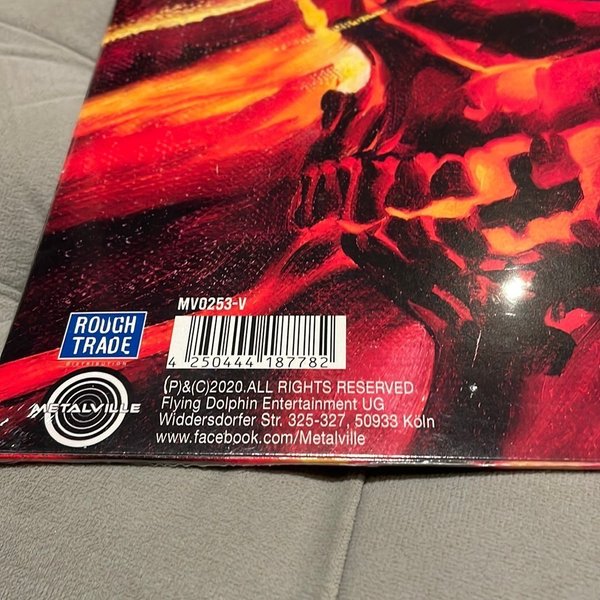 MV0253-V
ROUGH
TRADE
DISTRIBUTION
4 250444 187782
METALVILLE
(P)&(C)2020.ALL RIGHTS RESERVED
Flying Dolphin Entertainment UG
Widdersdorfer Str. 325-327, 50933 Köln
www.facebook.com/Metalville